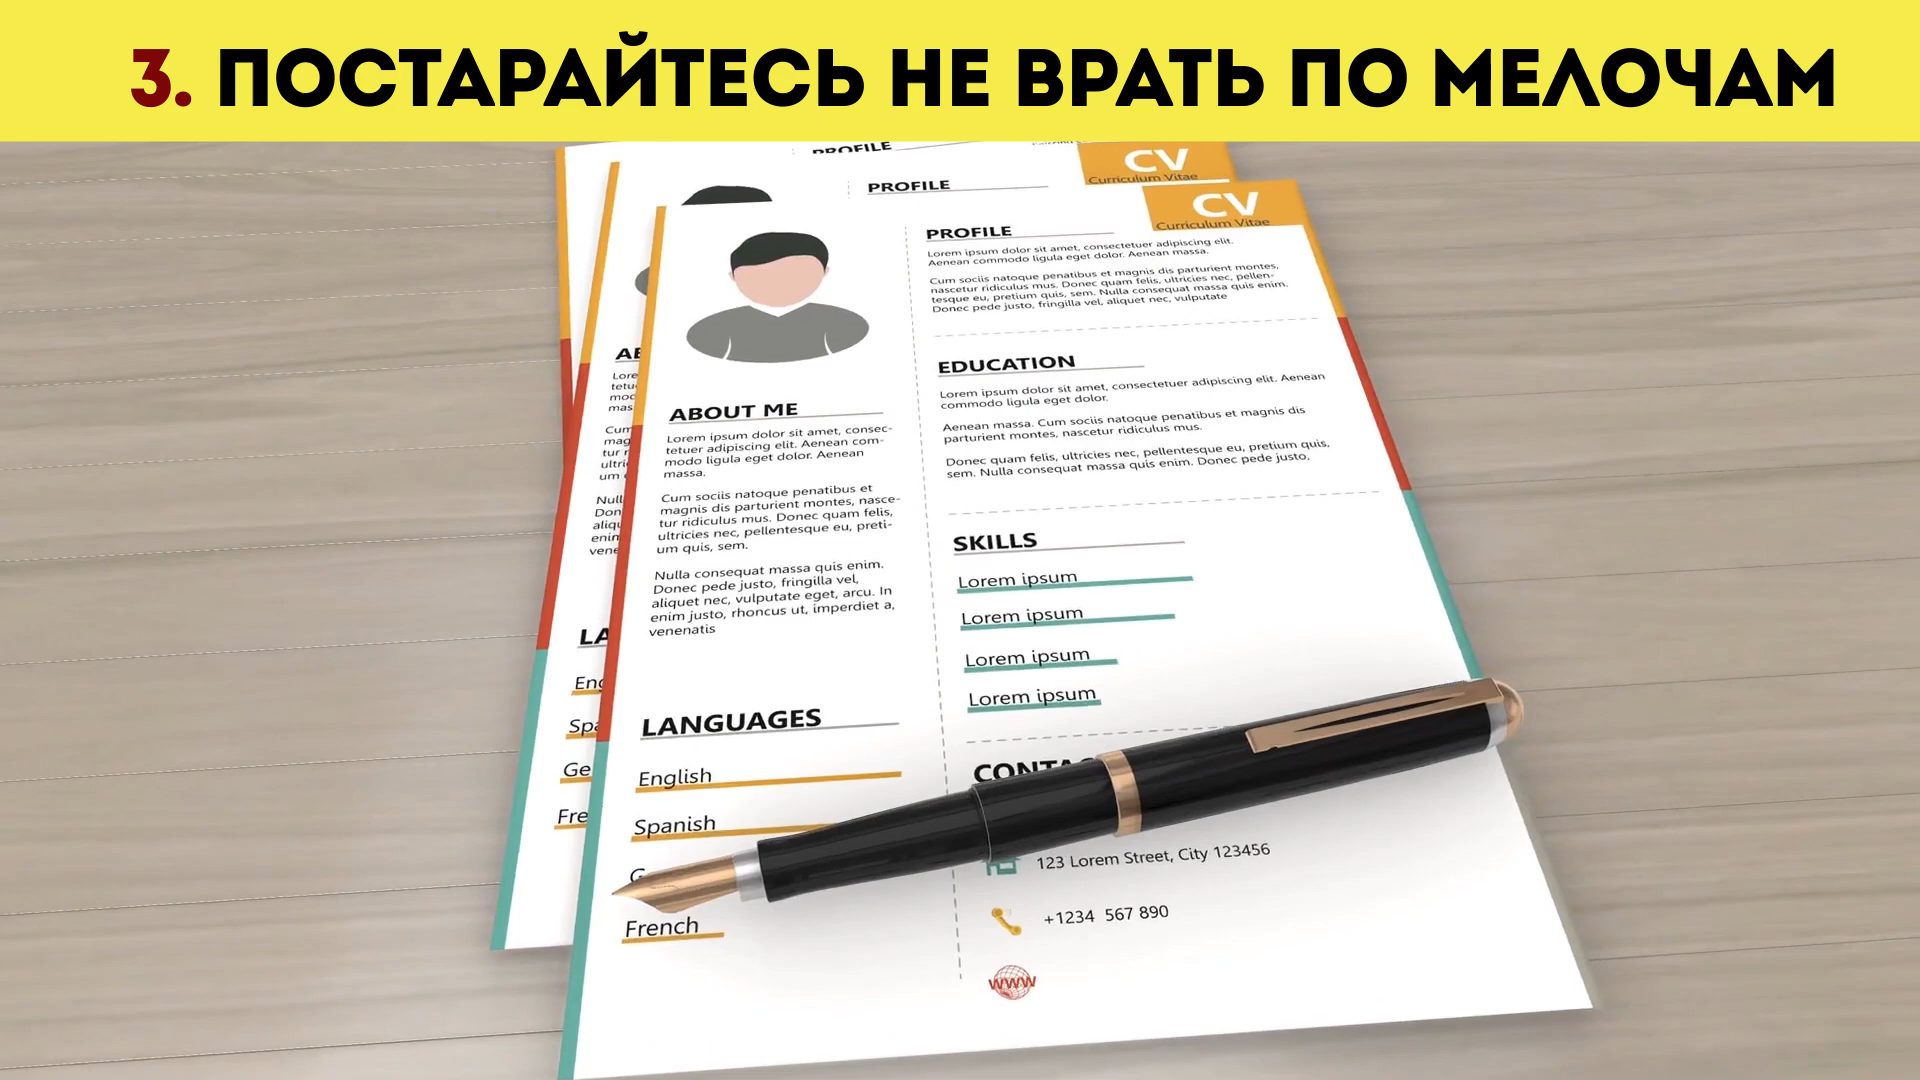 3. ПОСТАРАЙТЕСЬ НЕ ВРАТЬ ПО МЕЛОЧАМ
PROFILE
CV
Curriculum Vitae
PROFILE
CV
Curriculum Vitae
PROFILE
Lorem ipsum dolor sit amet, consectetuer adipiscing elit.
Aenean commodo ligula eget dolor. Aenean massa.
Cum sociis natoque penatibus et magnis dis parturient montes,
nascetur ridiculus mus. Donec quam felis, ultricies nec, pellen-
tesque eu, pretium quis, sem. Nulla consequat massa quis enim.
Donec pede justo, fringilla vel, aliquet nec, vulputate
EDUCATION
Lorem ipsum dolor sit amet, consectetuer adipiscing elit. Aenean
commodo ligula eget dolor.
Aenean massa. Cum sociis natoque penatibus et magnis dis
parturient montes, nascetur ridiculus mus.
Donec quam felis, ultricies nec, pellentesque eu, pretium quis,
sem. Nulla consequat massa quis enim. Donec pede justo,
SKILLS
Lorem ipsum
Lorem ipsum
Lorem ipsum
Lorem ipsum
ABOUT ME
Lorem ipsum dolor sit amet, consec-
tetuer adipiscing elit. Aenean com-
modo ligula eget dolor. Aenean
massa.
Cum sociis natoque penatibus et
magnis dis parturient montes, nasce-
tur ridiculus mus. Donec quam felis,
ultricies nec, pellentesque eu, preti-
um quis, sem.
Nulla consequat massa quis enim.
Donec pede justo, fringilla vel,
aliquet nec, vulputate eget, arcu. In
enim justo, rhoncus ut, imperdiet a,
venenatis
LANGUAGES
English
Spanish
French
123 Lorem Street, City 123456
+1234 567 890
WWW